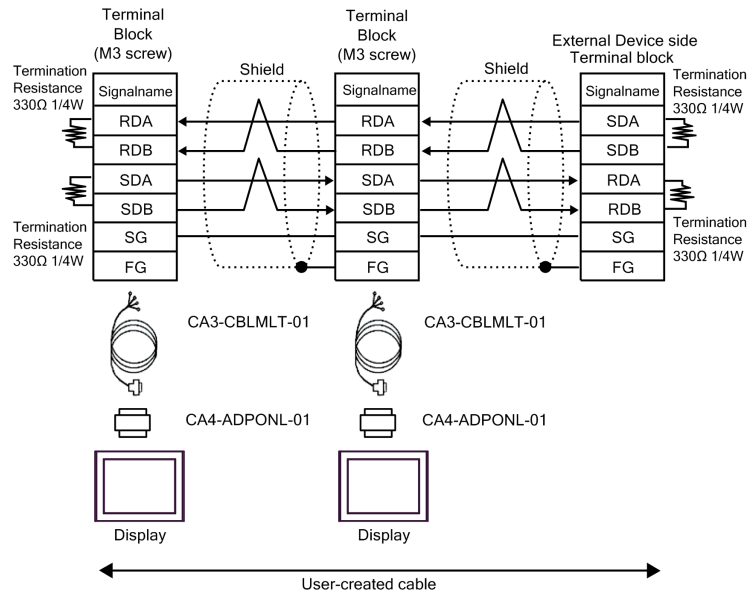 Terminal
Block
(M3 screw)
Terminal
Block
(M3 screw)
External Device side
Terminal block
Termination
Resistance
330Ω 1/4W
Shield
Shield
Termination
Resistance
330Ω 1/4W
Signalname
Signalname
Signalname
RDA
RDA
SDA
RDB
RDB
SDB
SDA
SDA
RDA
SDB
SDB
RDB
SG
SG
SG
FG
FG
FG
Termination
Resistance
330Ω 1/4W
Termination
Resistance
330Ω 1/4W
CA3-CBLMLT-01
CA3-CBLMLT-01
CA4-ADPONL-01
CA4-ADPONL-01
Display
Display
User-created cable